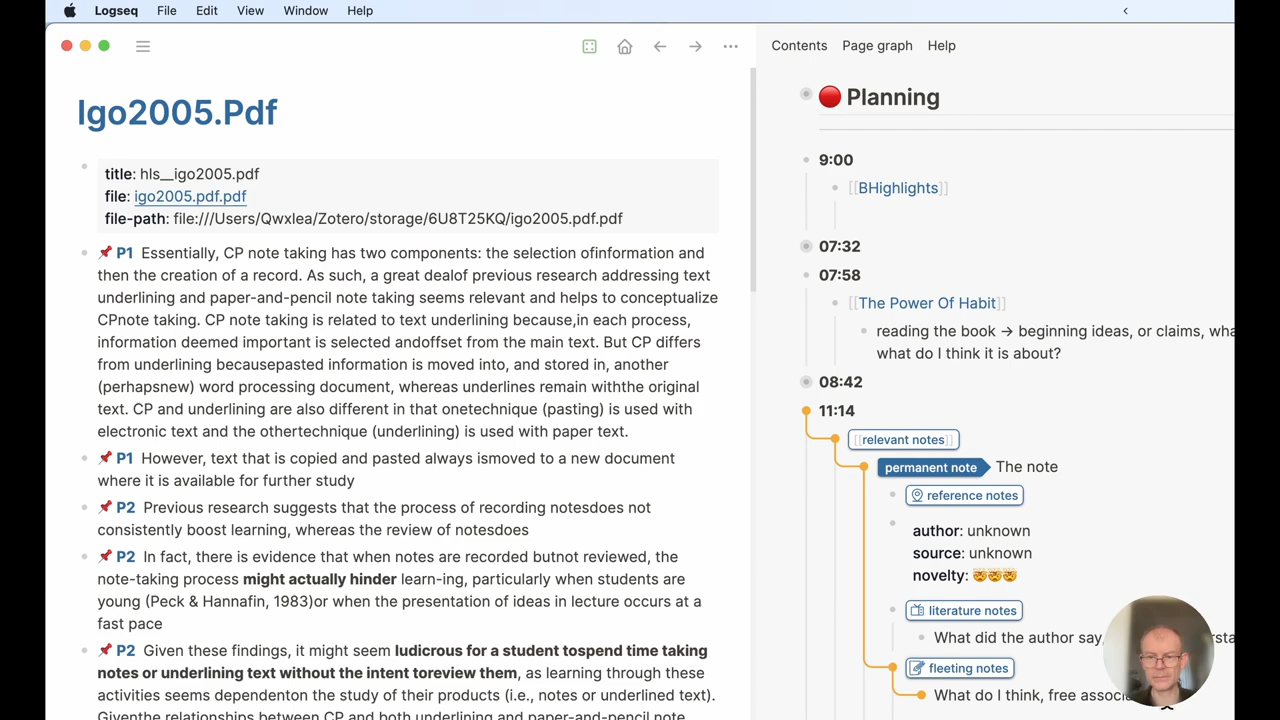 Logseq File Edit View Window Help
Igo2005.Pdf
title: hls__igo2005.pdf
file: igo2005.pdf.pdf
file-path: file:///Users/Qwxlea/Zotero/storage/6U8T25KQ/igo2005.pdf.pdf
P1 Essentially, CP note taking has two components: the selection ofinformation and
then the creation of a record. As such, a great dealof previous research addressing text
underlining and paper-and-pencil note taking seems relevant and helps to conceptualize
CPnote taking. CP note taking is related to text underlining because,in each process,
information deemed important is selected andoffset from the main text. But CP differs
from underlining becausepasted information is moved into, and stored in, another
(perhapsnew) word processing document, whereas underlines remain withthe original
text. CP and underlining are also different in that onetechnique (pasting) is used with
electronic text and the othertechnique (underlining) is used with paper text.
P1 However, text that is copied and pasted always ismoved to a new document
where it is available for further study
P2 Previous research suggests that the process of recording notesdoes not
consistently boost learning, whereas the review of notesdoes
P2 In fact, there is evidence that when notes are recorded butnot reviewed, the
note-taking process might actually hinder learn-ing, particularly when students are
young (Peck & Hannafin, 1983)or when the presentation of ideas in lecture occurs at a
fast pace
P2 Given these findings, it might seem ludicrous for a student tospend time taking
notes or underlining text without the intent toreview them, as learning through these
activities seems dependenton the study of their products (i.e., notes or underlined text).
Giventhe relationships between CP and both underlining and paper-and-pencil note
Contents Page graph Help
Planning
9:00
[[BHighlights]]
07:32
07:58
[[The Power Of Habit]]
reading the book → beginning ideas, or claims,
what do I think it is about?
08:42
11:14
[[relevant notes]]
permanent note The note
reference notes
author: unknown
source: unknown
novelty: 🤯🤯🤯
literature notes
What did the author say,
fleeting notes
What do I think, free